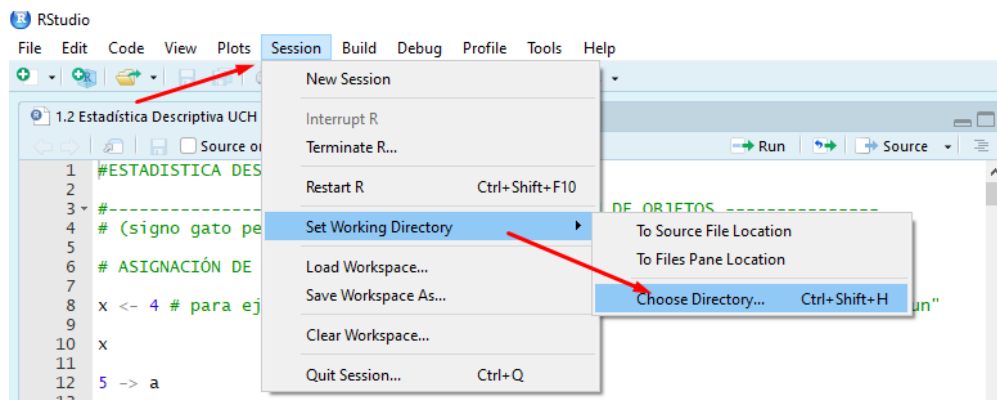 RStudio
File Edit Code View Plots Session Build Debug Profile Tools Help
New Session
1.2 Estadística Descriptiva UCH
Interrupt R
Source
Run
Source
Terminate R...
1 #ESTADISTICA DES
2
Restart R Ctrl+Shift+F10
3 #--------------- DE OBJETOS ---------------
4 # (signo gato pe
Set Working Directory
To Source File Location
5
To Files Pane Location
6 # ASIGNACIÓN DE
Load Workspace...
7
Save Workspace As...
Choose Directory... Ctrl+Shift+H
8 x <- 4 # para ej un"
9
Clear Workspace...
10 x
11
Quit Session... Ctrl+Q
12 5 -> a